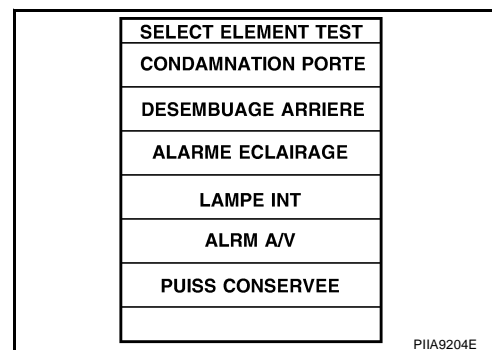 SELECT ELEMENT TEST
CONDAMNATION PORTE
DESEMBUAGE ARRIERE
ALARME ECLAIRAGE
LAMPE INT
ALRM A/V
PUISS CONSERVEE
PIIA9204E